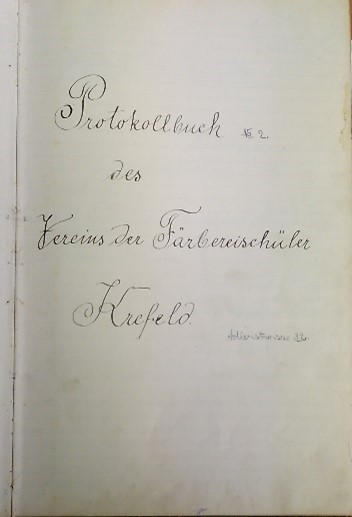 Protokollbuch № 2.
des
Vereins der Färbereischüler
Krefeld.